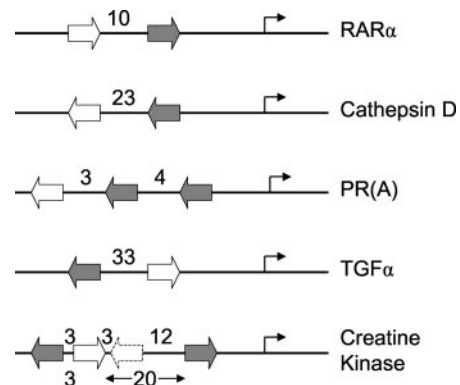 10
RARα
23
Cathepsin D
3 4
PR(A)
33
TGFα
3 3 12
Creatine
Kinase
3 20